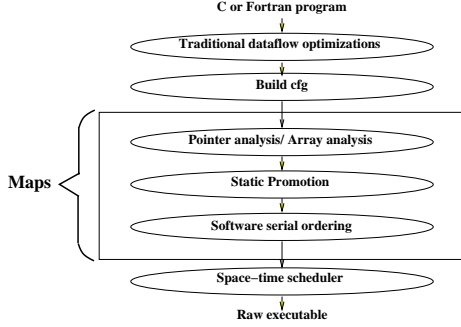 C or Fortran program
Traditional dataflow optimizations
Build cfg
Pointer analysis/ Array analysis
Maps
Static Promotion
Software serial ordering
Space−time scheduler
Raw executable